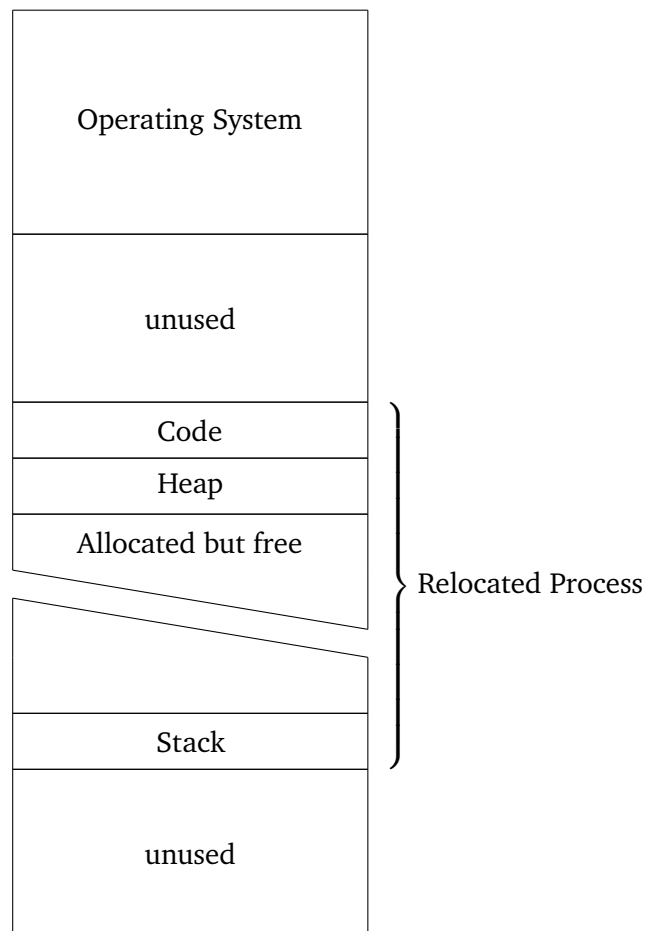 Operating System
unused
Code
Heap
Allocated but free
Relocated Process
Stack
unused